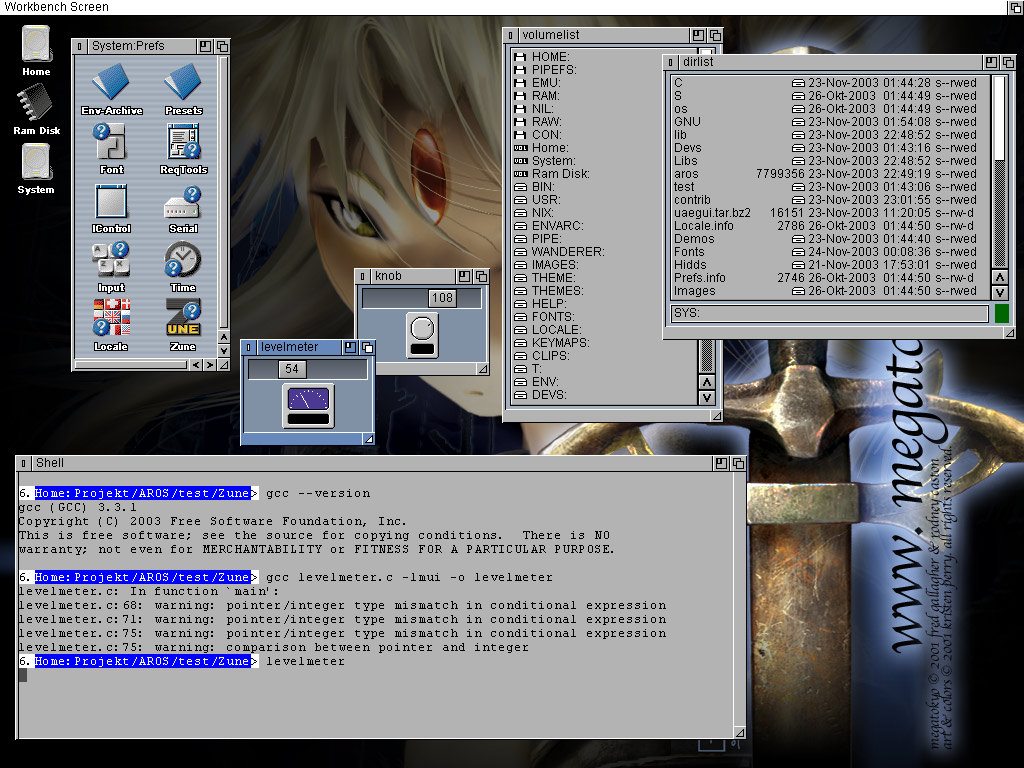 Workbench Screen
Home
Ram Disk
System
System:Prefs
Env-Archive Presets
Font ReqTools
IControl Serial
Input Time
Locale Zune
ZUNE
knob
108
levelmeter
54
volumelist
HOME:
PIPEFS:
EMU:
RAM:
NIL:
RAW:
CON:
Home:
System:
Ram Disk:
BIN:
USR:
NIX:
ENVARC:
PIPE:
WANDERER:
IMAGES:
THEME:
THEMES:
HELP:
FONTS:
LOCALE:
KEYMAPS:
CLIPS:
T:
ENV:
DEVS:
dirlist
C 23-Nov-2003 01:44:28 s--rwed
S 26-Okt-2003 01:44:49 s--rwed
os 26-Okt-2003 01:44:49 s--rwed
GNU 23-Nov-2003 01:54:08 s--rwed
lib 23-Nov-2003 22:48:52 s--rwed
Devs 23-Nov-2003 01:43:16 s--rwed
Libs 23-Nov-2003 22:48:52 s--rwed
aros 7799356 23-Nov-2003 22:49:19 s--rwed
test 23-Nov-2003 01:43:06 s--rwed
contrib 23-Nov-2003 23:01:55 s--rwed
uaegui.tar.bz2 16151 23-Nov-2003 11:20:05 s--rw-d
Locale.info 2786 26-Okt-2003 01:44:50 s--rw-d
Demos 23-Nov-2003 01:44:40 s--rwed
Fonts 24-Nov-2003 00:08:36 s--rwed
Hidds 21-Nov-2003 17:53:01 s--rwed
Prefs.info 2746 26-Okt-2003 01:44:50 s--rw-d
Images 26-Okt-2003 01:44:50 s--rwed
SYS:
Shell
6.Home:Projekt/AROS/test/Zune> gcc --version
gcc (GCC) 3.3.1
Copyright (C) 2003 Free Software Foundation, Inc.
This is free software; see the source for copying conditions.  There is NO
warranty; not even for MERCHANTABILITY or FITNESS FOR A PARTICULAR PURPOSE.
6.Home:Projekt/AROS/test/Zune> gcc levelmeter.c -lmui -o levelmeter
levelmeter.c: In function `main':
levelmeter.c:68: warning: pointer/integer type mismatch in conditional expression
levelmeter.c:71: warning: pointer/integer type mismatch in conditional expression
levelmeter.c:75: warning: pointer/integer type mismatch in conditional expression
levelmeter.c:75: warning: comparison between pointer and integer
6.Home:Projekt/AROS/test/Zune> levelmeter
www. megato
megatokyo © 2001 fred gallagher & rodney caston
art & colors © 2001 kristen perry. all rights reserved.